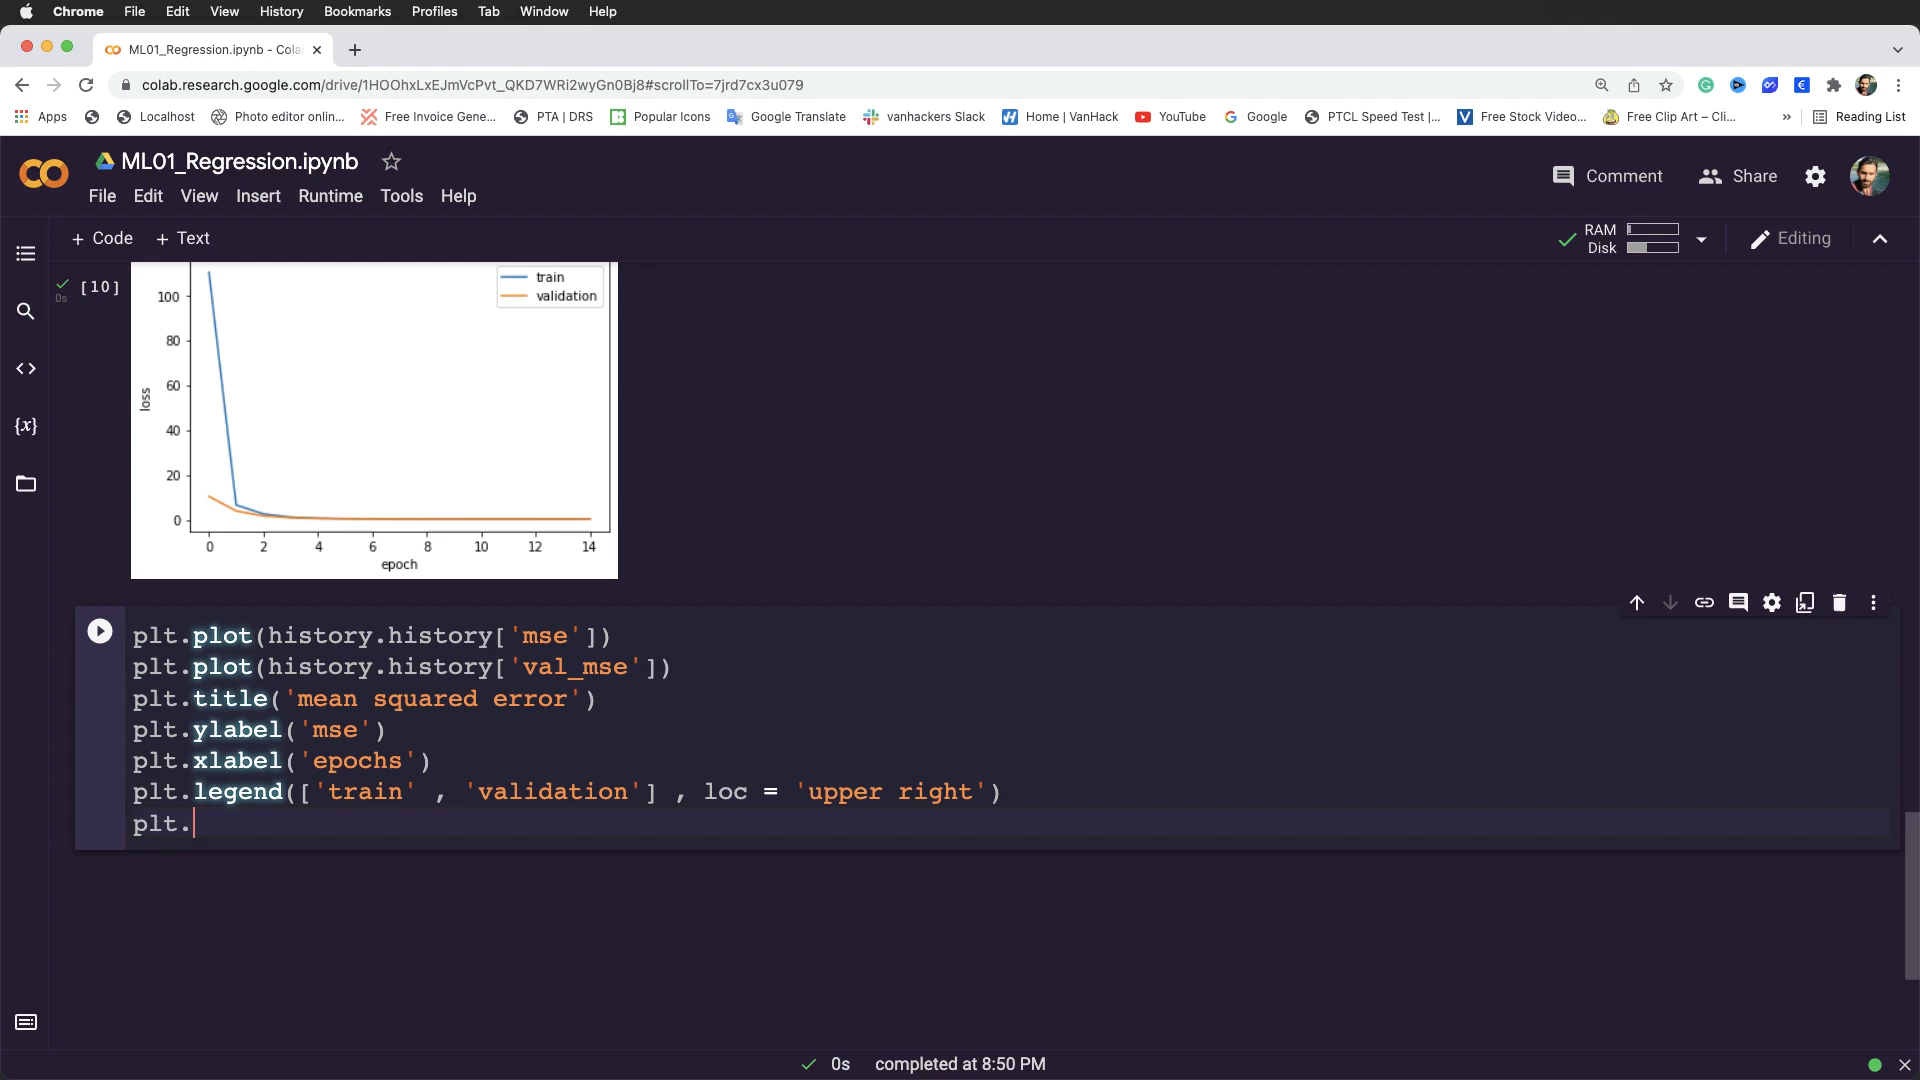 Chrome File Edit View History Bookmarks Profiles Tab Window Help
ML01_Regression.ipynb - Cola
colab.research.google.com/drive/1HOOhxLxEJmVcPvt_QKD7WRi2wyGn0Bj8#scrollTo=7jrd7cx3u079
Apps Localhost Photo editor onlin... Free Invoice Gene... PTA | DRS Popular Icons Google Translate vanhackers Slack Home | VanHack YouTube Google PTCL Speed Test |... Free Stock Video... Free Clip Art – Cli... » Reading List
ML01_Regression.ipynb
File Edit View Insert Runtime Tools Help
Comment Share
+ Code + Text
RAM
Disk
Editing
[10]
0s
train
validation
100
80
60
40
20
0
loss
0 2 4 6 8 10 12 14
epoch
plt.plot(history.history['mse'])
plt.plot(history.history['val_mse'])
plt.title('mean squared error')
plt.ylabel('mse')
plt.xlabel('epochs')
plt.legend(['train' , 'validation'] , loc = 'upper right')
plt.
0s completed at 8:50 PM